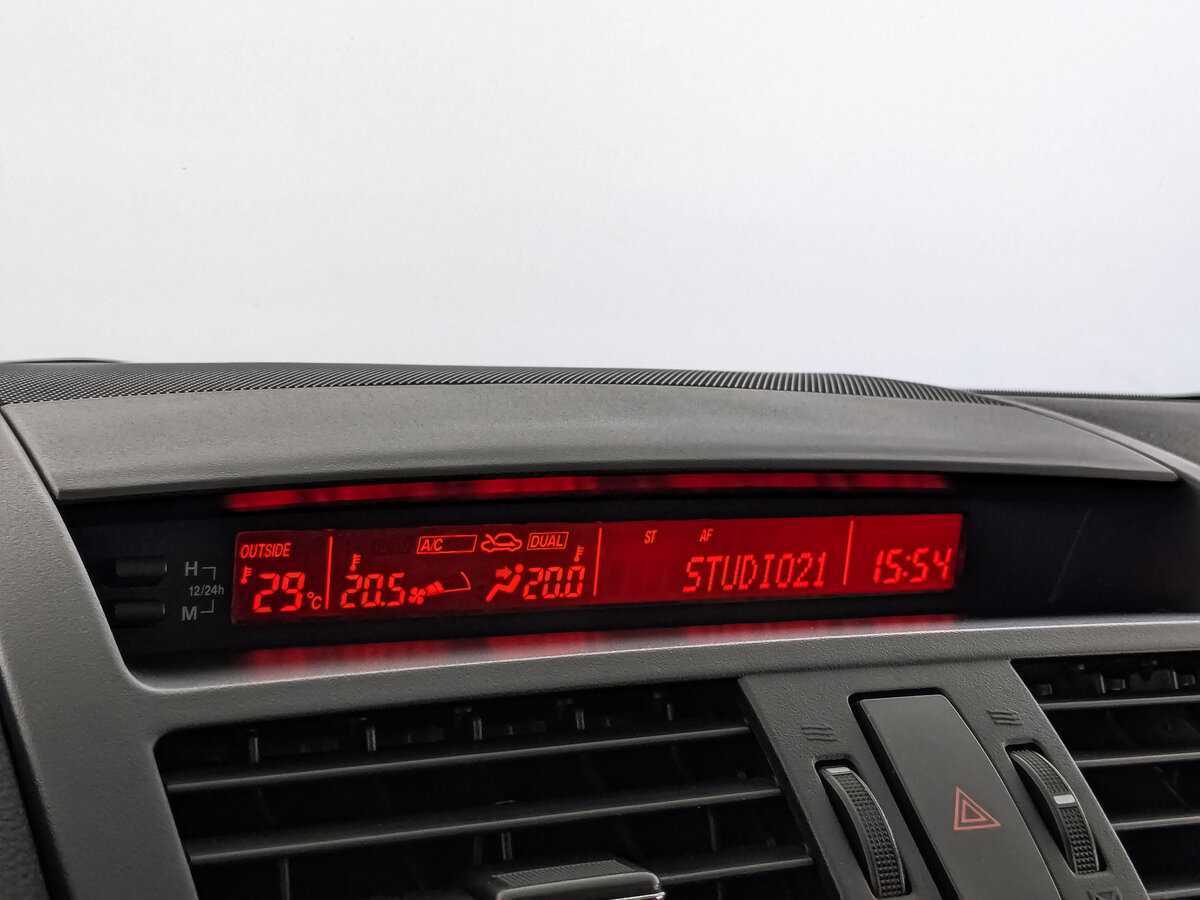 OUTSIDE
29°C
A/C
DUAL
20.5
20.0
ST
AF
STUDIO21
15:54
H
12/24h
M